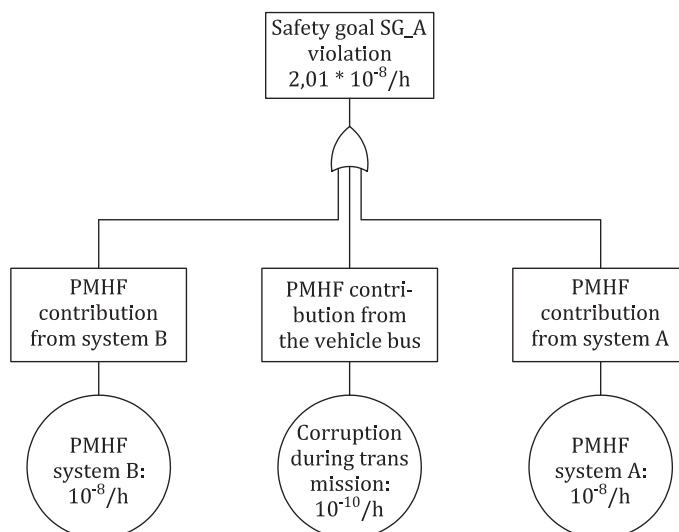 Safety goal SG_A
violation
2,01 * 10⁻⁸/h
PMHF
contribution
from system B
PMHF contri-
bution from
the vehicle bus
PMHF
contribution
from system A
PMHF
system B:
10⁻⁸/h
Corruption
during trans
mission:
10⁻¹⁰/h
PMHF
system A:
10⁻⁸/h